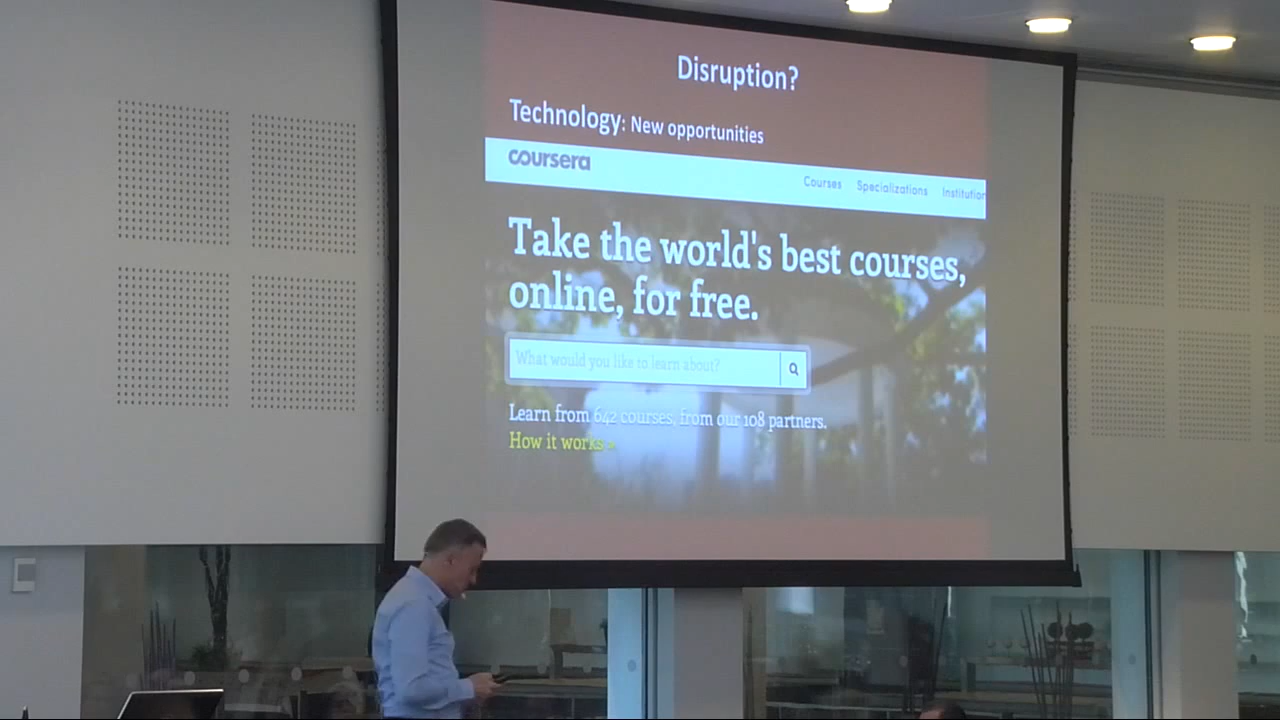 Disruption?
Technology: New opportunities
coursera
Courses Specializations Institution
Take the world's best courses,
online, for free.
What would you like to learn about?
Learn from 642 courses, from our 108 partners.
How it works »